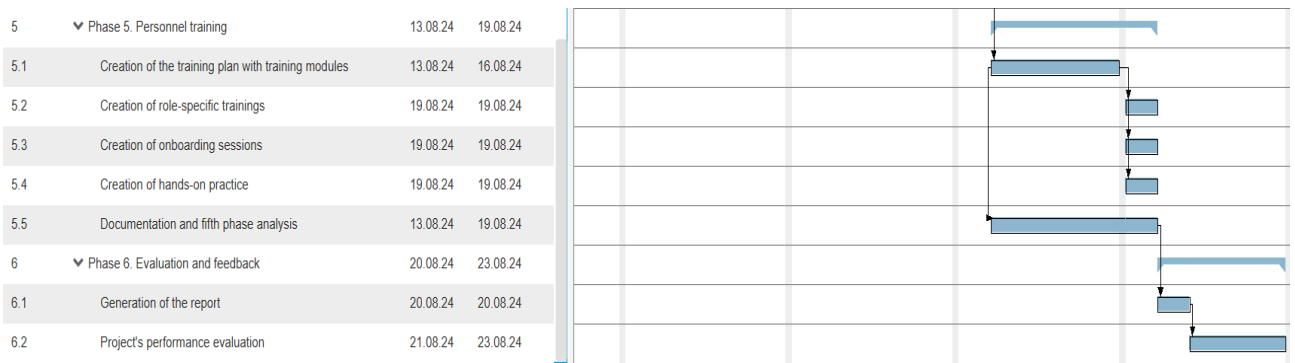 5 Phase 5. Personnel training 13.08.24 19.08.24
5.1 Creation of the training plan with training modules 13.08.24 16.08.24
5.2 Creation of role-specific trainings 19.08.24 19.08.24
5.3 Creation of onboarding sessions 19.08.24 19.08.24
5.4 Creation of hands-on practice 19.08.24 19.08.24
5.5 Documentation and fifth phase analysis 13.08.24 19.08.24
6 Phase 6. Evaluation and feedback 20.08.24 23.08.24
6.1 Generation of the report 20.08.24 20.08.24
6.2 Project's performance evaluation 21.08.24 23.08.24